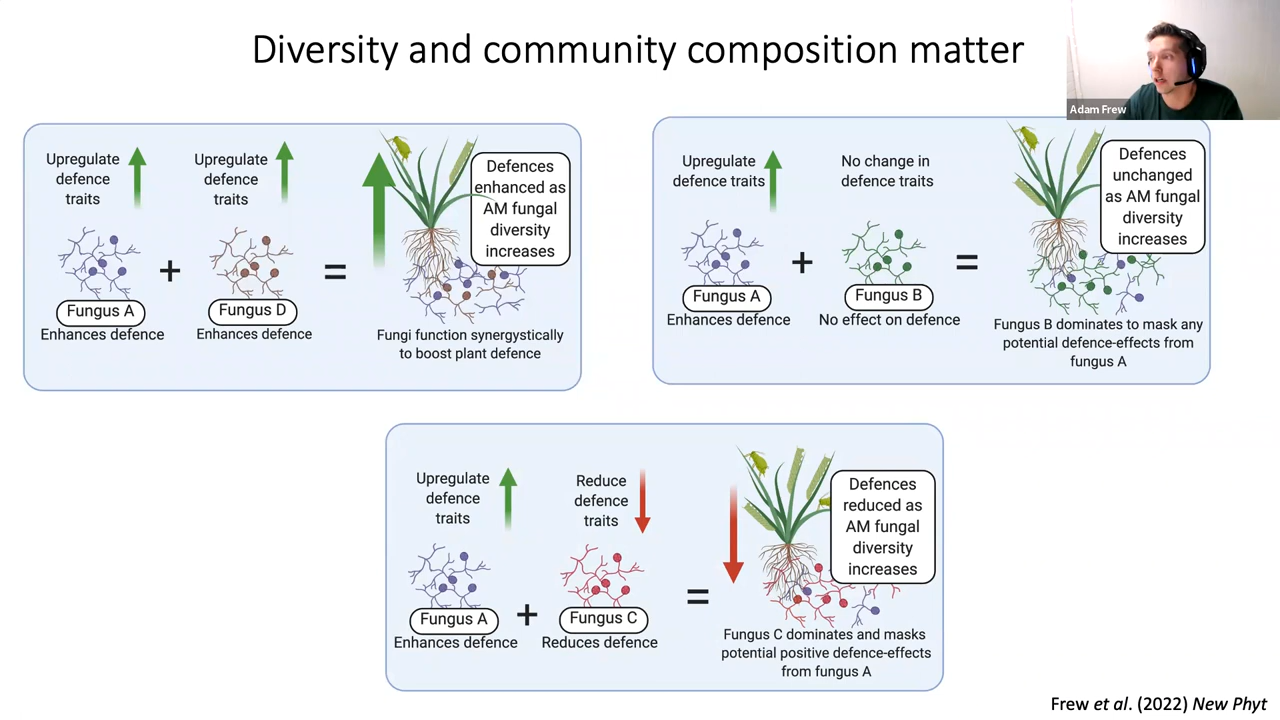 Diversity and community composition matter
Adam Frew
Upregulate
defence
traits
Upregulate
defence
traits
Defences
enhanced as
AM fungal
diversity
increases
+
=
Fungus A
Enhances defence
Fungus D
Enhances defence
Fungi function synergystically
to boost plant defence
Upregulate
defence traits
No change in
defence traits
Defences
unchanged
as AM fungal
diversity
increases
+
=
Fungus A
Enhances defence
Fungus B
No effect on defence
Fungus B dominates to mask any
potential defence-effects from
fungus A
Upregulate
defence
traits
Reduce
defence
traits
Defences
reduced as
AM fungal
diversity
increases
+
=
Fungus A
Enhances defence
Fungus C
Reduces defence
Fungus C dominates and masks
potential positive defence-effects
from fungus A
Frew et al. (2022) New Phyt